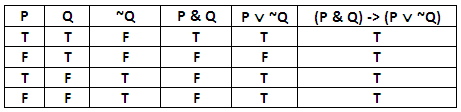 P Q ~Q P & Q P ∨ ~Q (P & Q) -> (P ∨ ~Q)
T T F T T T
F T F F F T
T F T F T T
F F T F T T